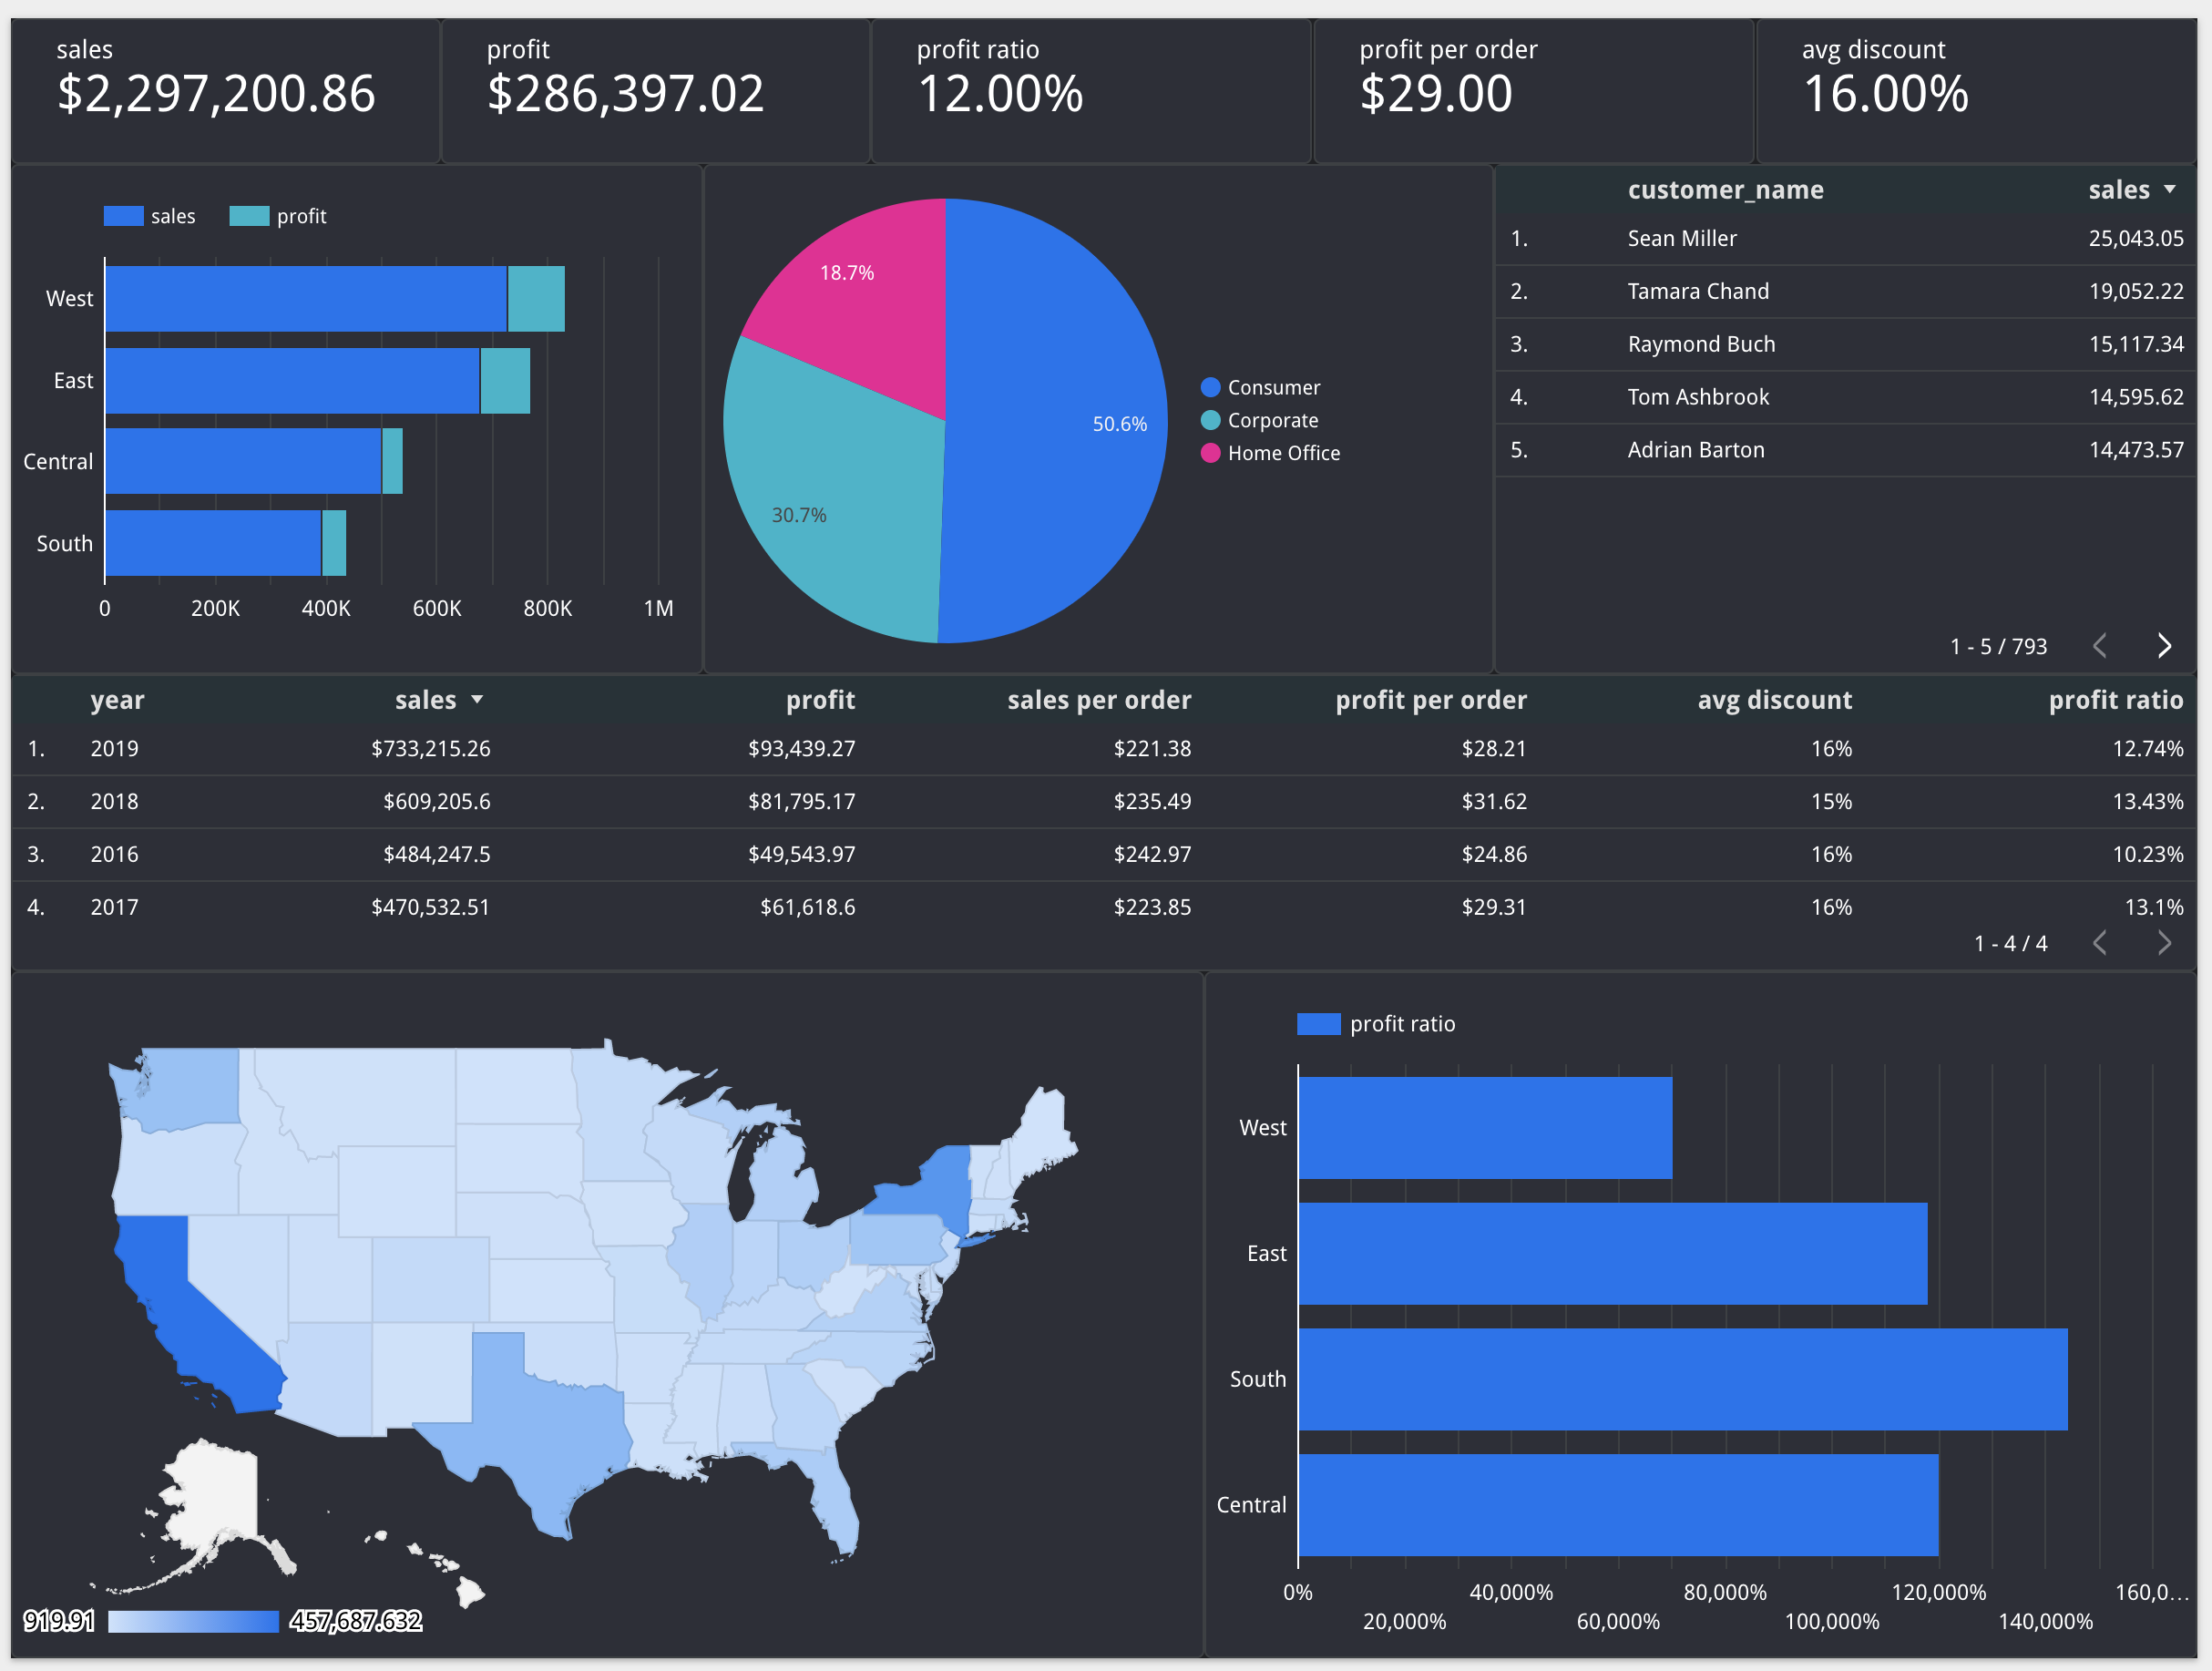 sales
$2,297,200.86
profit
$286,397.02
profit ratio
12.00%
profit per order
$29.00
avg discount
16.00%
sales profit
West
East
Central
South
0 200K 400K 600K 800K 1M
18.7%
50.6%
30.7%
Consumer
Corporate
Home Office
customer_name sales
1. Sean Miller 25,043.05
2. Tamara Chand 19,052.22
3. Raymond Buch 15,117.34
4. Tom Ashbrook 14,595.62
5. Adrian Barton 14,473.57
1 - 5 / 793
year sales profit sales per order profit per order avg discount profit ratio
1. 2019 $733,215.26 $93,439.27 $221.38 $28.21 16% 12.74%
2. 2018 $609,205.6 $81,795.17 $235.49 $31.62 15% 13.43%
3. 2016 $484,247.5 $49,543.97 $242.97 $24.86 16% 10.23%
4. 2017 $470,532.51 $61,618.6 $223.85 $29.31 16% 13.1%
1 - 4 / 4
919.91 457,687.632
profit ratio
West
East
South
Central
0% 40,000% 80,000% 120,000% 160,0...
20,000% 60,000% 100,000% 140,000%